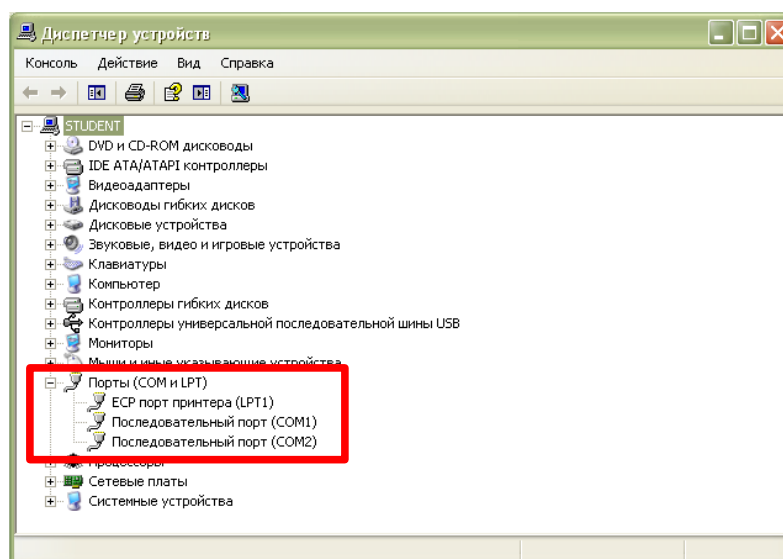 Диспетчер устройств
Консоль Действие Вид Справка
STUDENT
DVD и CD-ROM дисководы
IDE ATA/ATAPI контроллеры
Видеоадаптеры
Дисководы гибких дисков
Дисковые устройства
Звуковые, видео и игровые устройства
Клавиатуры
Компьютер
Контроллеры гибких дисков
Контроллеры универсальной последовательной шины USB
Мониторы
Мыши и иные указывающие устройства
Порты (COM и LPT)
ECP порт принтера (LPT1)
Последовательный порт (COM1)
Последовательный порт (COM2)
Процессоры
Сетевые платы
Системные устройства